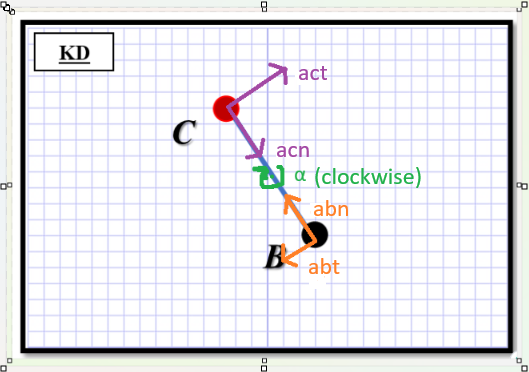 KD
act
C
acn
α (clockwise)
abn
B
abt